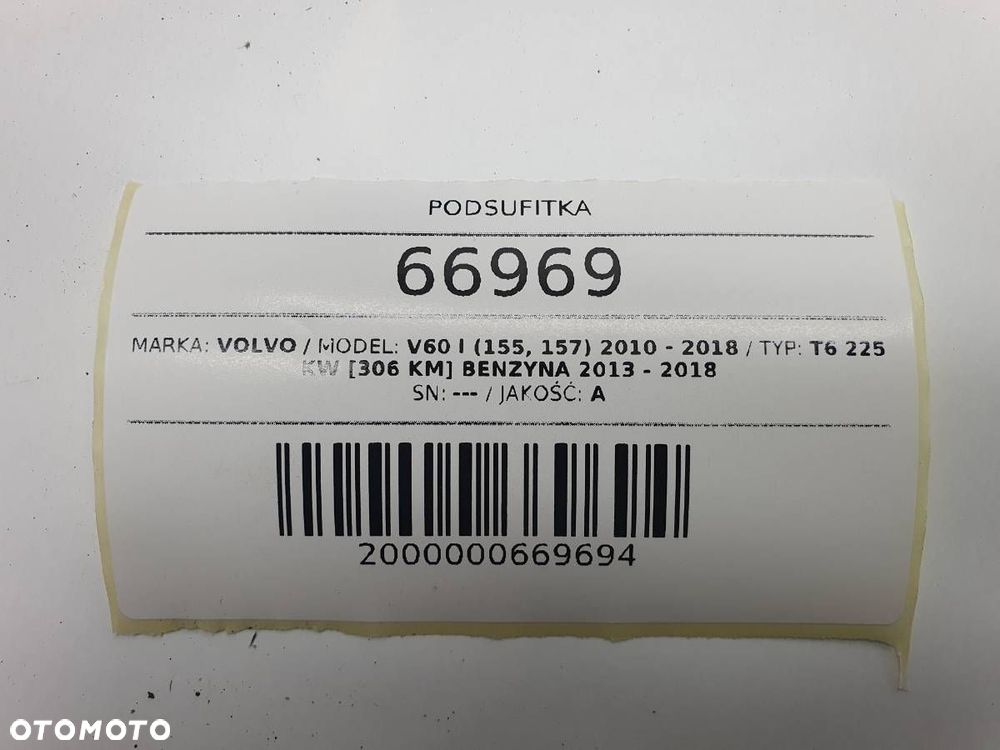 PODSUFITKA
66969
MARKA: VOLVO / MODEL: V60 I (155, 157) 2010 - 2018 / TYP: T6 225
KW [306 KM] BENZYNA 2013 - 2018
SN: --- / JAKOŚĆ: A
2000000669694
OTOMOTO